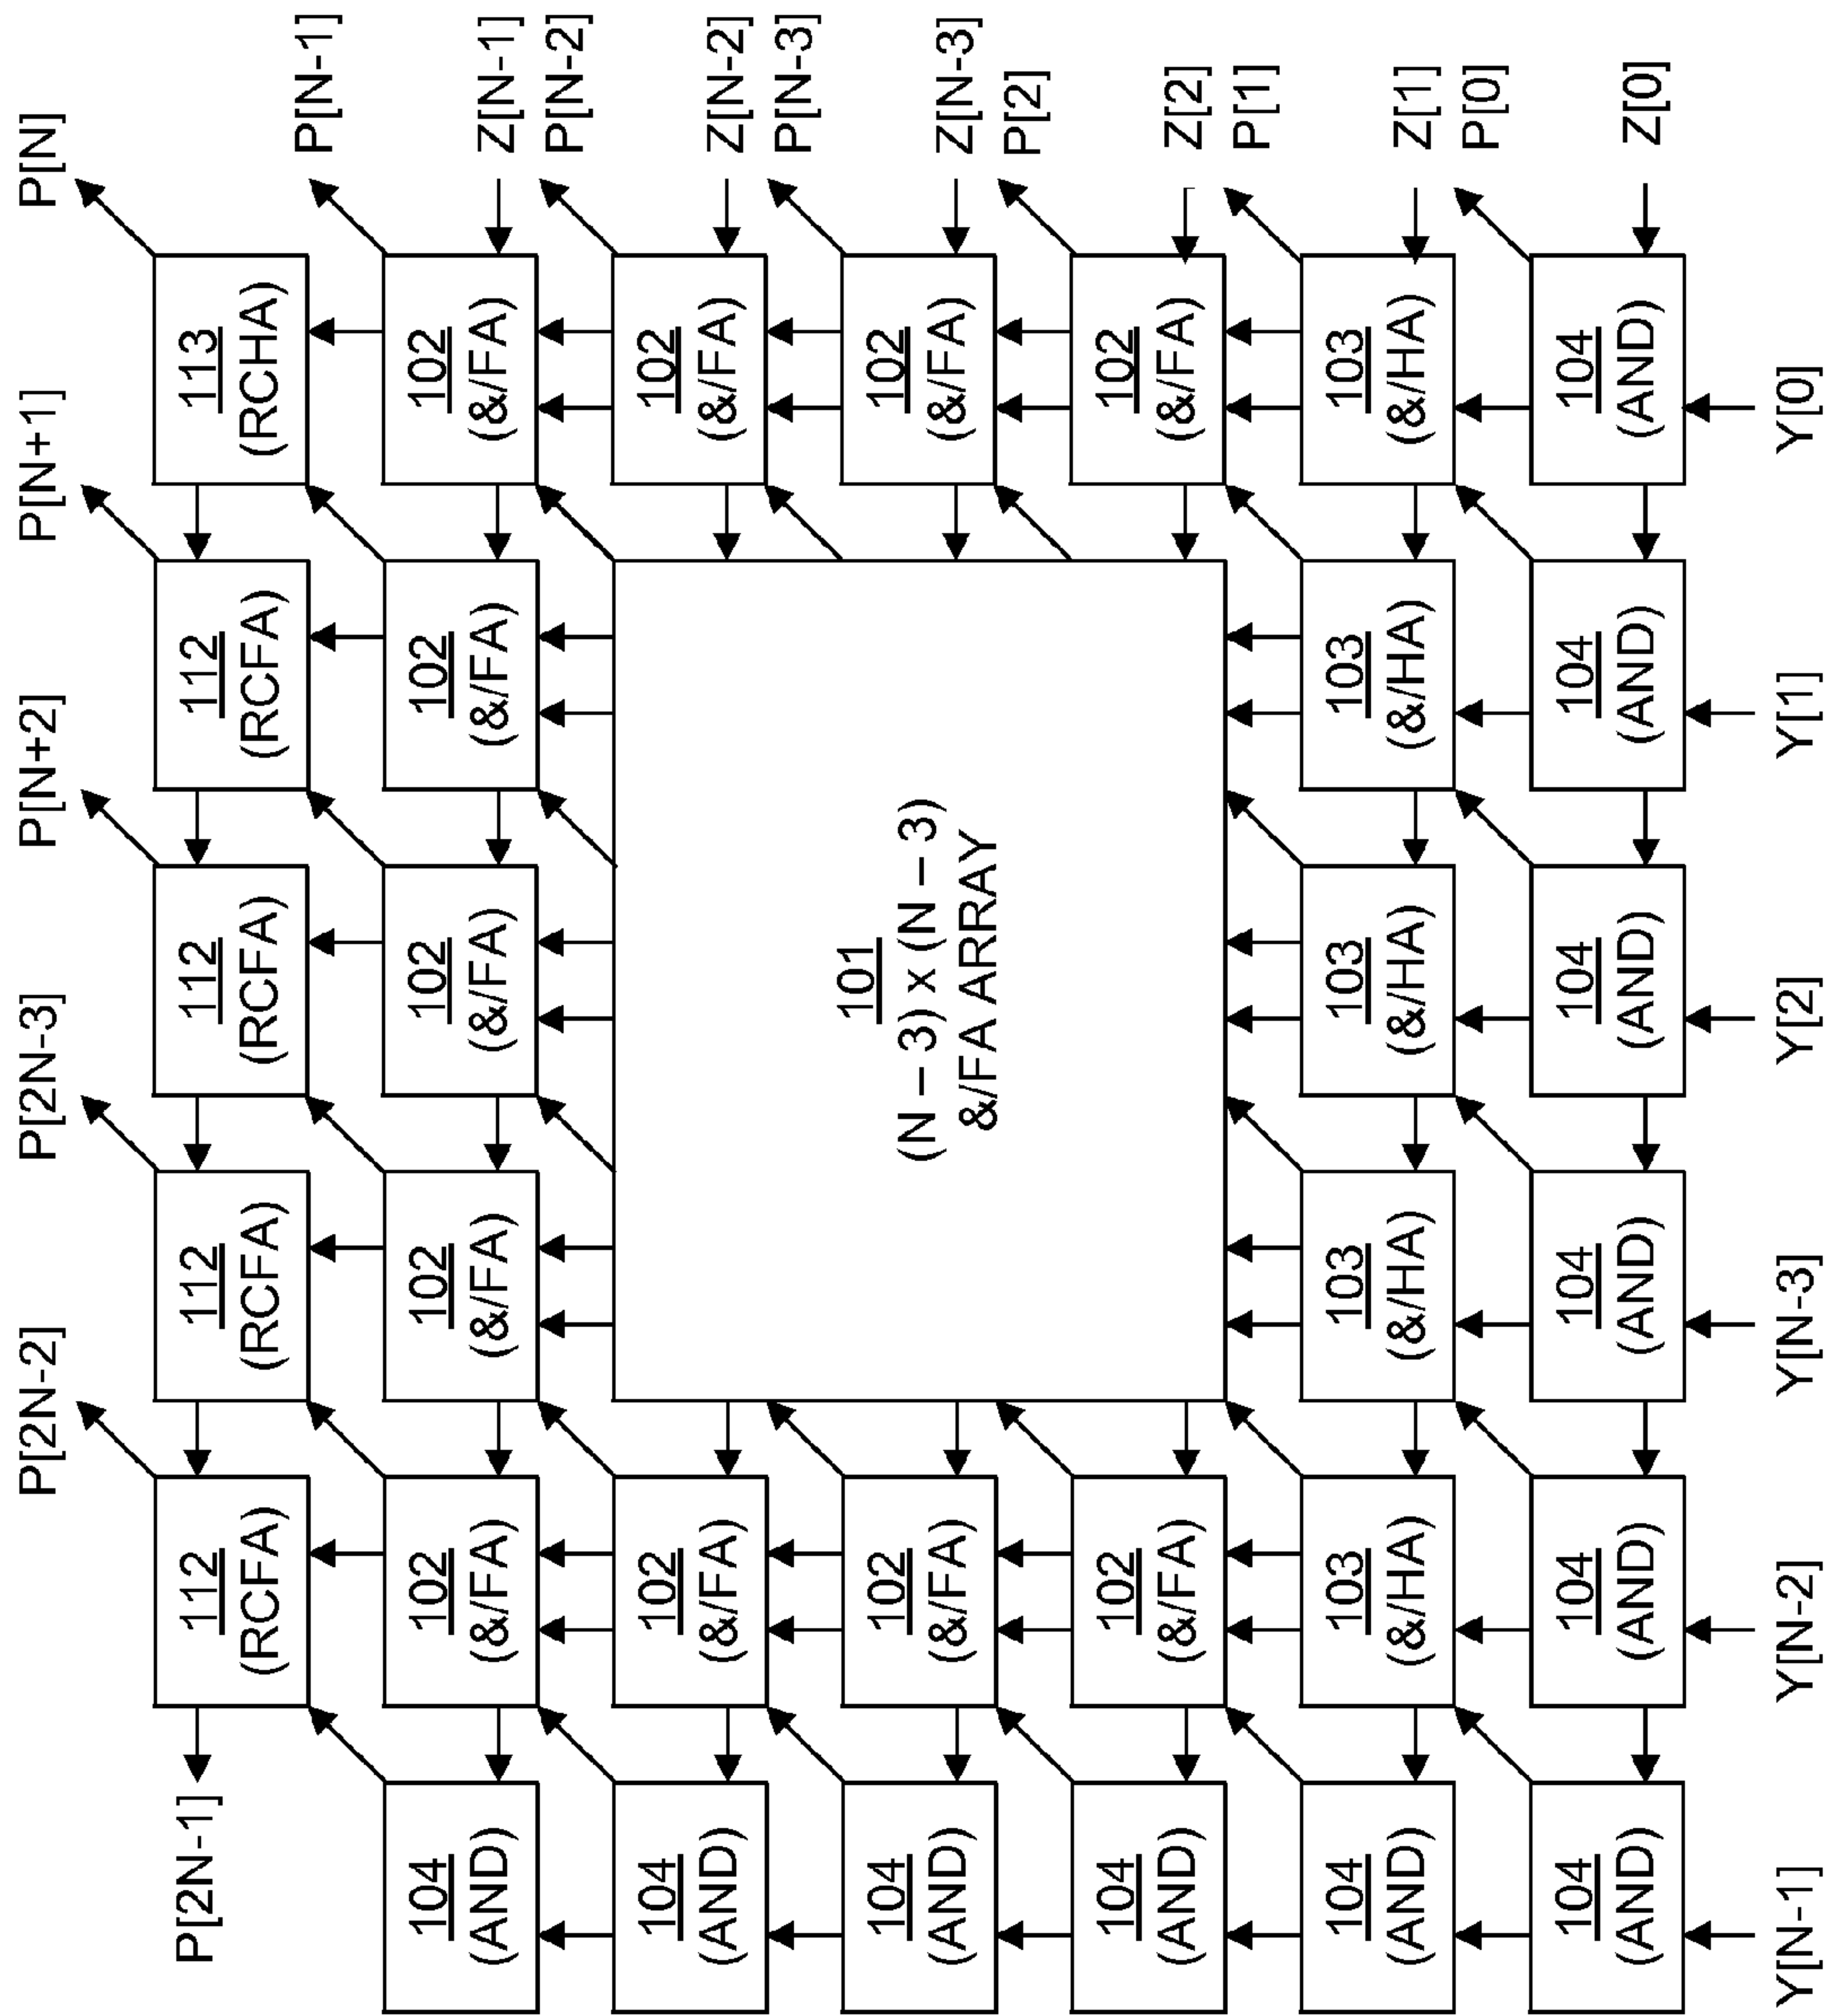 P[2N-2]
P[2N-3]
P[N+2]
P[N+1]
P[N]
P[2N-1]
112
(RCFA)
112
(RCFA)
112
(RCFA)
112
(RCFA)
113
(RCHA)
P[N-1]
104
(AND)
102
(&/FA)
102
(&/FA)
102
(&/FA)
102
(&/FA)
102
(&/FA)
Z[N-1]
P[N-2]
104
(AND)
102
(&/FA)
102
(&/FA)
Z[N-2]
P[N-3]
104
(AND)
102
(&/FA)
101
(N – 3) x (N – 3)
&/FA ARRAY
102
(&/FA)
Z[N-3]
P[2]
104
(AND)
102
(&/FA)
102
(&/FA)
Z[2]
P[1]
104
(AND)
103
(&/HA)
103
(&/HA)
103
(&/HA)
103
(&/HA)
103
(&/HA)
Z[1]
P[0]
104
(AND)
104
(AND)
104
(AND)
104
(AND)
104
(AND)
104
(AND)
Z[0]
Y[N-1]
Y[N-2]
Y[N-3]
Y[2]
Y[1]
Y[0]